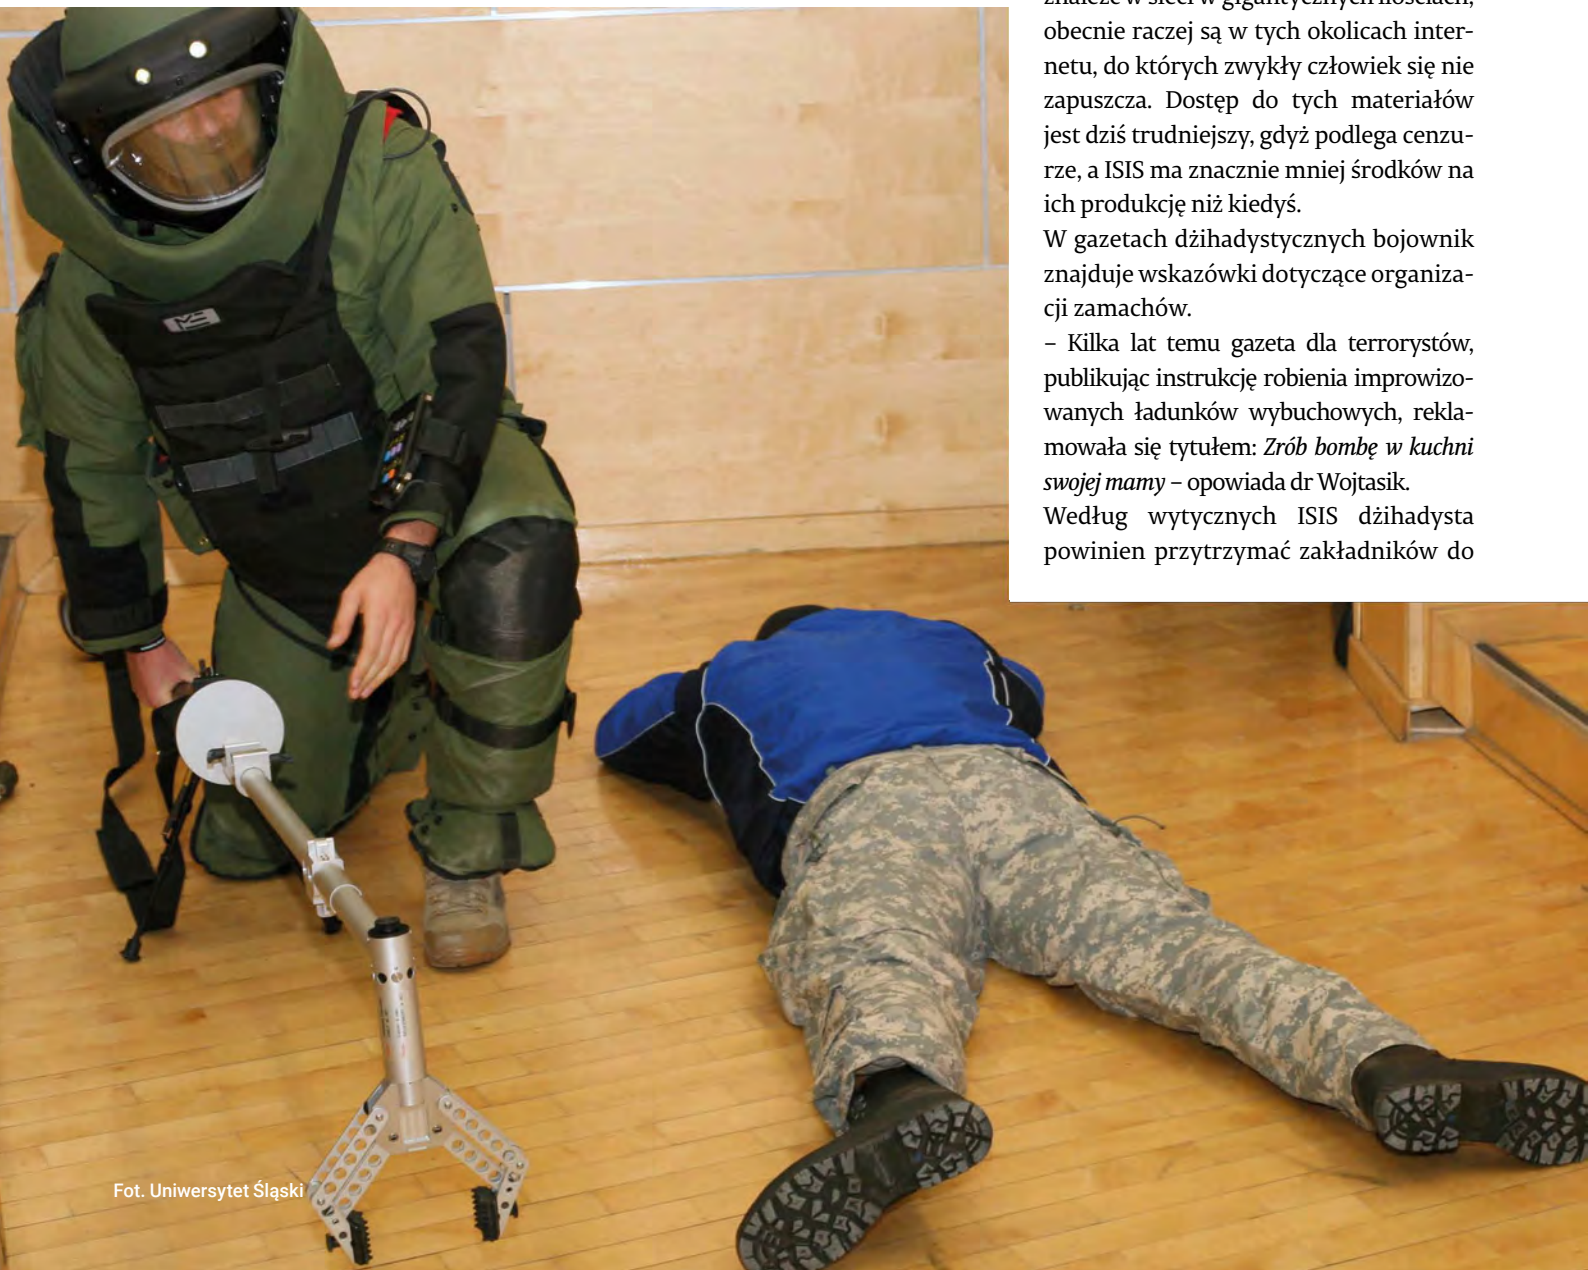 znaleźć w sieci w gigantycznych ilościach,
obecnie raczej są w tych okolicach inter-
netu, do których zwykły człowiek się nie
zapuszcza. Dostęp do tych materiałów
jest dziś trudniejszy, gdyż podlega cenzu-
rze, a ISIS ma znacznie mniej środków na
ich produkcję niż kiedyś.
W gazetach dżihadystycznych bojownik
znajduje wskazówki dotyczące organiza-
cji zamachów.
– Kilka lat temu gazeta dla terrorystów,
publikując instrukcję robienia improwizo-
wanych ładunków wybuchowych, rekla-
mowała się tytułem: Zrób bombę w kuchni
swojej mamy – opowiada dr Wojtasik.
Według wytycznych ISIS dżihadysta
powinien przytrzymać zakładników do
Fot. Uniwersytet Śląski